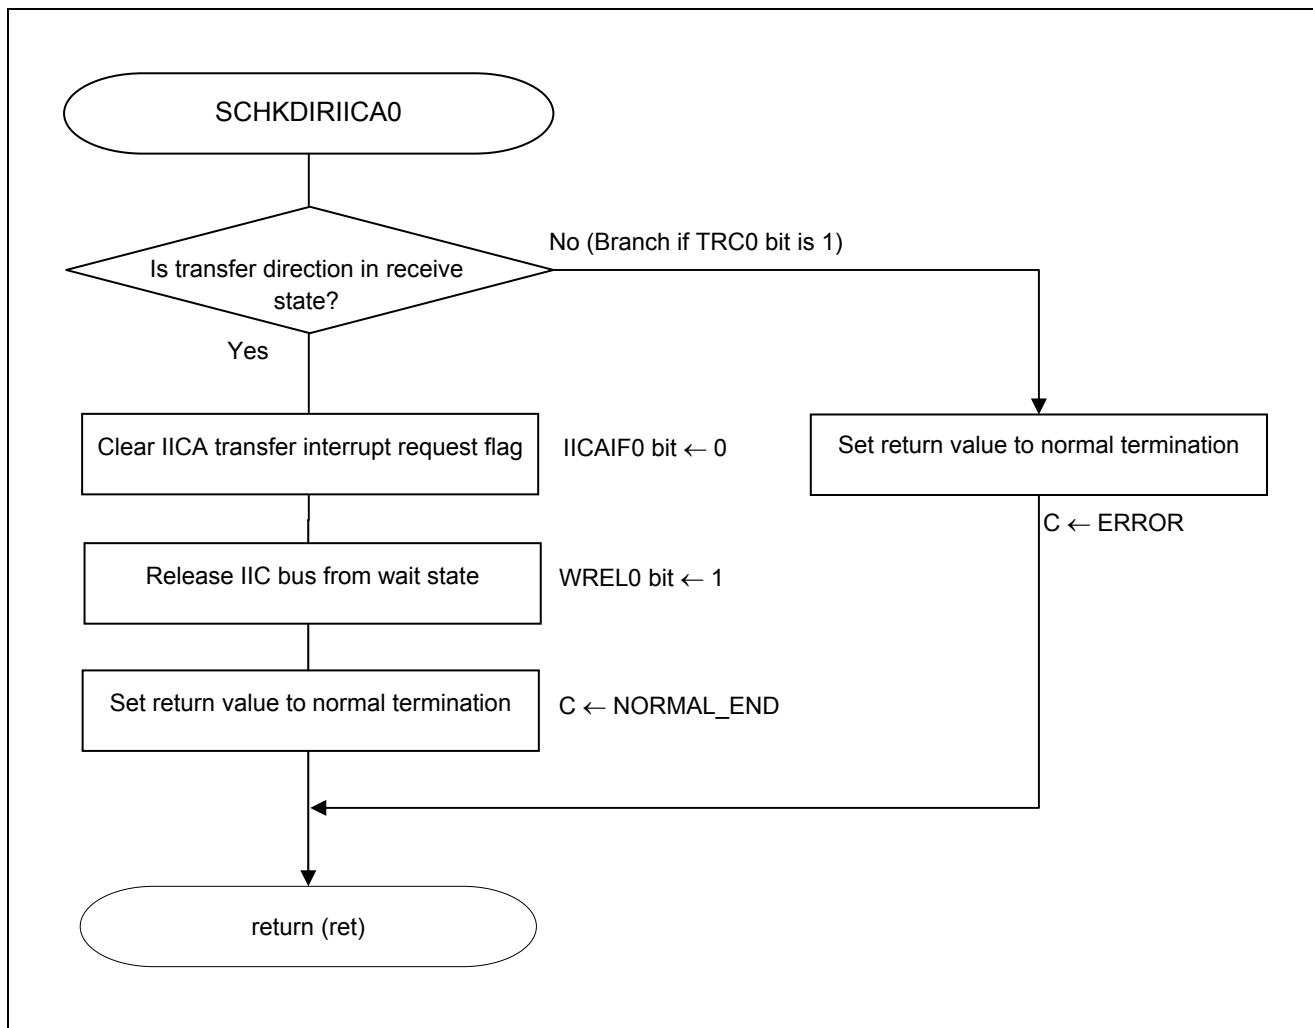 SCHKDIRIICA0
No (Branch if TRC0 bit is 1)
Is transfer direction in receive
state?
Yes
Clear IICA transfer interrupt request flag
IICAIF0 bit ← 0
Set return value to normal termination
C ← ERROR
Release IIC bus from wait state
WREL0 bit ← 1
Set return value to normal termination
C ← NORMAL_END
return (ret)